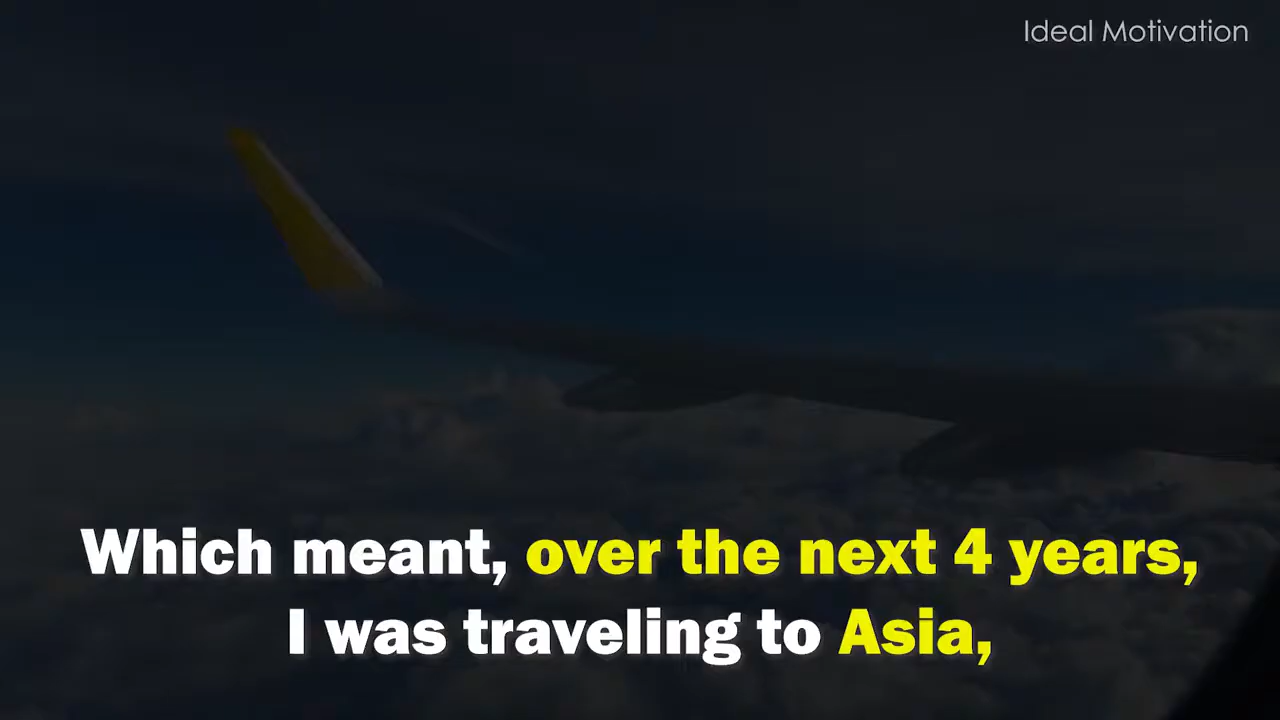 Ideal Motivation
Which meant, over the next 4 years,
I was traveling to Asia,